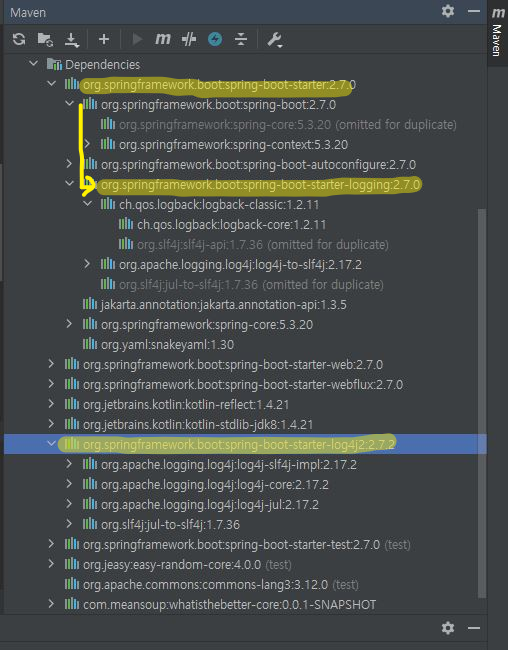 Maven
Maven
Dependencies
org.springframework.boot:spring-boot-starter:2.7.0
org.springframework.boot:spring-boot:2.7.0
org.springframework:spring-core:5.3.20 (omitted for duplicate)
org.springframework:spring-context:5.3.20
org.springframework.boot:spring-boot-autoconfigure:2.7.0
org.springframework.boot:spring-boot-starter-logging:2.7.0
ch.qos.logback:logback-classic:1.2.11
ch.qos.logback:logback-core:1.2.11
org.slf4j:slf4j-api:1.7.36 (omitted for duplicate)
org.apache.logging.log4j:log4j-to-slf4j:2.17.2
org.slf4j:jul-to-slf4j:1.7.36 (omitted for duplicate)
jakarta.annotation:jakarta.annotation-api:1.3.5
org.springframework:spring-core:5.3.20
org.yaml:snakeyaml:1.30
org.springframework.boot:spring-boot-starter-web:2.7.0
org.springframework.boot:spring-boot-starter-webflux:2.7.0
org.jetbrains.kotlin:kotlin-reflect:1.4.21
org.jetbrains.kotlin:kotlin-stdlib-jdk8:1.4.21
org.springframework.boot:spring-boot-starter-log4j2:2.7.2
org.apache.logging.log4j:log4j-slf4j-impl:2.17.2
org.apache.logging.log4j:log4j-core:2.17.2
org.apache.logging.log4j:log4j-jul:2.17.2
org.slf4j:jul-to-slf4j:1.7.36
org.springframework.boot:spring-boot-starter-test:2.7.0 (test)
org.jeasy:easy-random-core:4.0.0 (test)
org.apache.commons:commons-lang3:3.12.0 (test)
com.meansoup:whatisthebetter-core:0.0.1-SNAPSHOT